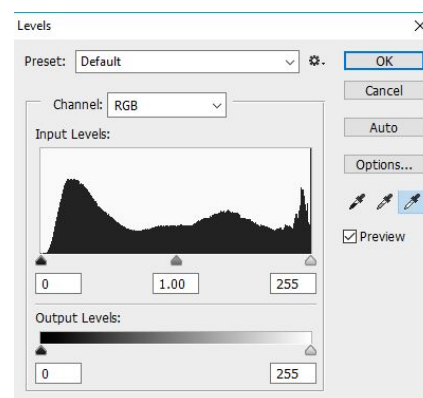 Levels
Preset: Default
OK
Cancel
Auto
Options...
Preview
Channel: RGB
Input Levels:
0 1.00 255
Output Levels:
0 255